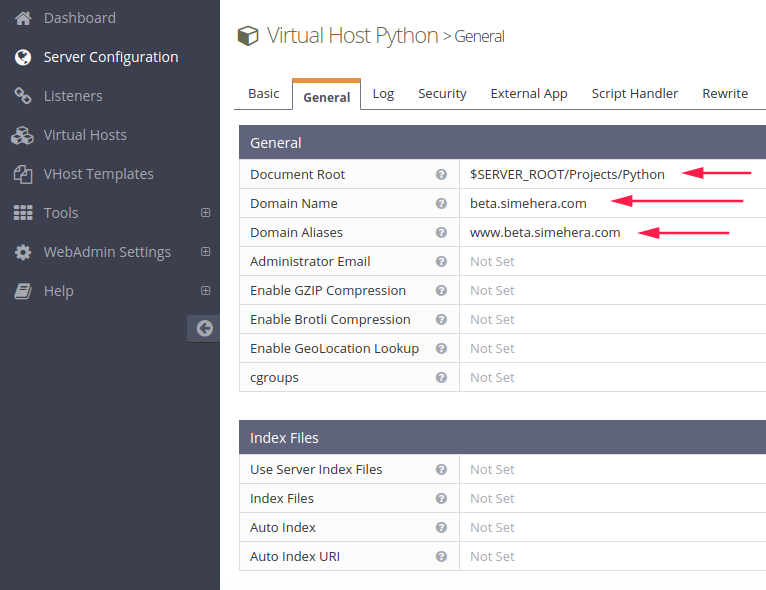 Dashboard
Server Configuration
Listeners
Virtual Hosts
VHost Templates
Tools
WebAdmin Settings
Help
Virtual Host Python > General
Basic General Log Security External App Script Handler Rewrite
General
Document Root $SERVER_ROOT/Projects/Python
Domain Name beta.simehera.com
Domain Aliases www.beta.simehera.com
Administrator Email Not Set
Enable GZIP Compression Not Set
Enable Brotli Compression Not Set
Enable GeoLocation Lookup Not Set
cgroups Not Set
Index Files
Use Server Index Files Not Set
Index Files Not Set
Auto Index Not Set
Auto Index URI Not Set